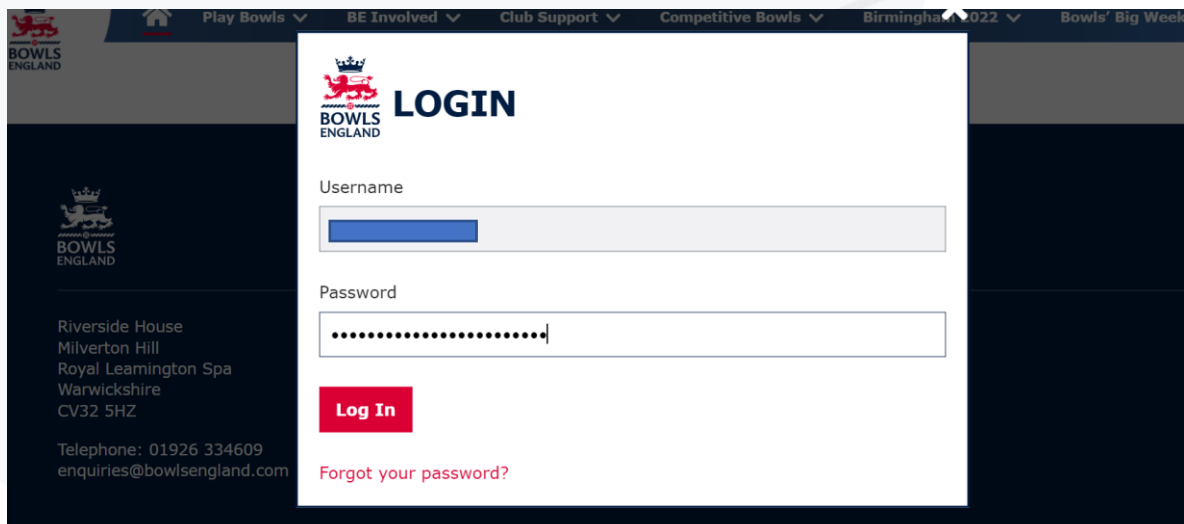 Play Bowls BE Involved Club Support Competitive Bowls Birmingham 2022 Bowls' Big Week
BOWLS
ENGLAND
BOWLS
ENGLAND
LOGIN
Username
Password
••••••••••••••••••••••••
Log In
Forgot your password?
BOWLS
ENGLAND
Riverside House
Milverton Hill
Royal Leamington Spa
Warwickshire
CV32 5HZ
Telephone: 01926 334609
enquiries@bowlsengland.com